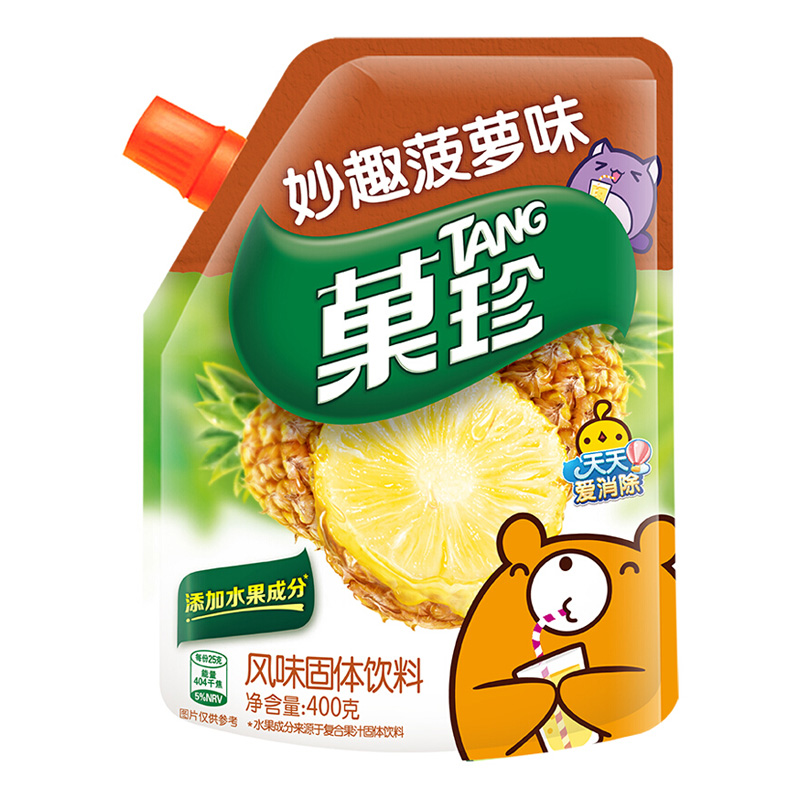 妙趣菠萝味
TANG
菓珍
天天
爱消除
添加水果成分*
每份25克
能量
404千焦
5%NRV
风味固体饮料
净含量:400克
图片仅供参考
*水果成分来源于复合果汁固体饮料